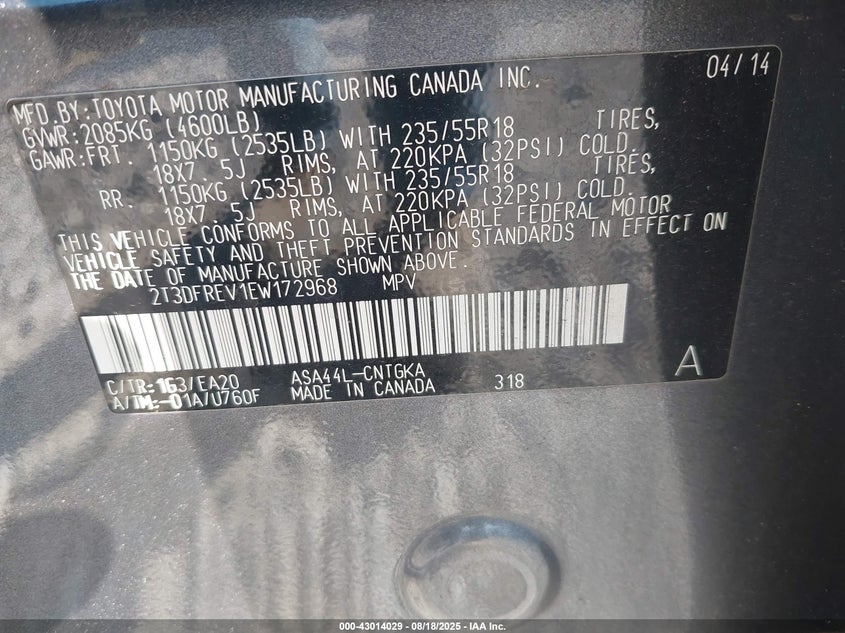 MFD.BY:TOYOTA MOTOR MANUFACTURING CANADA INC. 04/14
GVWR:2085KG (4600LB)
GAWR:FRT. 1150KG (2535LB) WITH 235/55R18 TIRES,
18X7. 5J RIMS, AT 220KPA (32PSI) COLD.
RR. 1150KG (2535LB) WITH 235/55R18 TIRES,
18X7. 5J RIMS, AT 220KPA (32PSI) COLD.
THIS VEHICLE CONFORMS TO ALL APPLICABLE FEDERAL MOTOR
VEHICLE SAFETY AND THEFT PREVENTION STANDARDS IN EFFECT ON
THE DATE OF MANUFACTURE SHOWN ABOVE.
2T3DFREV1EW172968 MPV
C/TR:1G3/EA20 ASA44L-CNTGKA
A/TM:-01A/U760F MADE IN CANADA 318 A
000-43014029 - 08/18/2025 - IAA Inc.